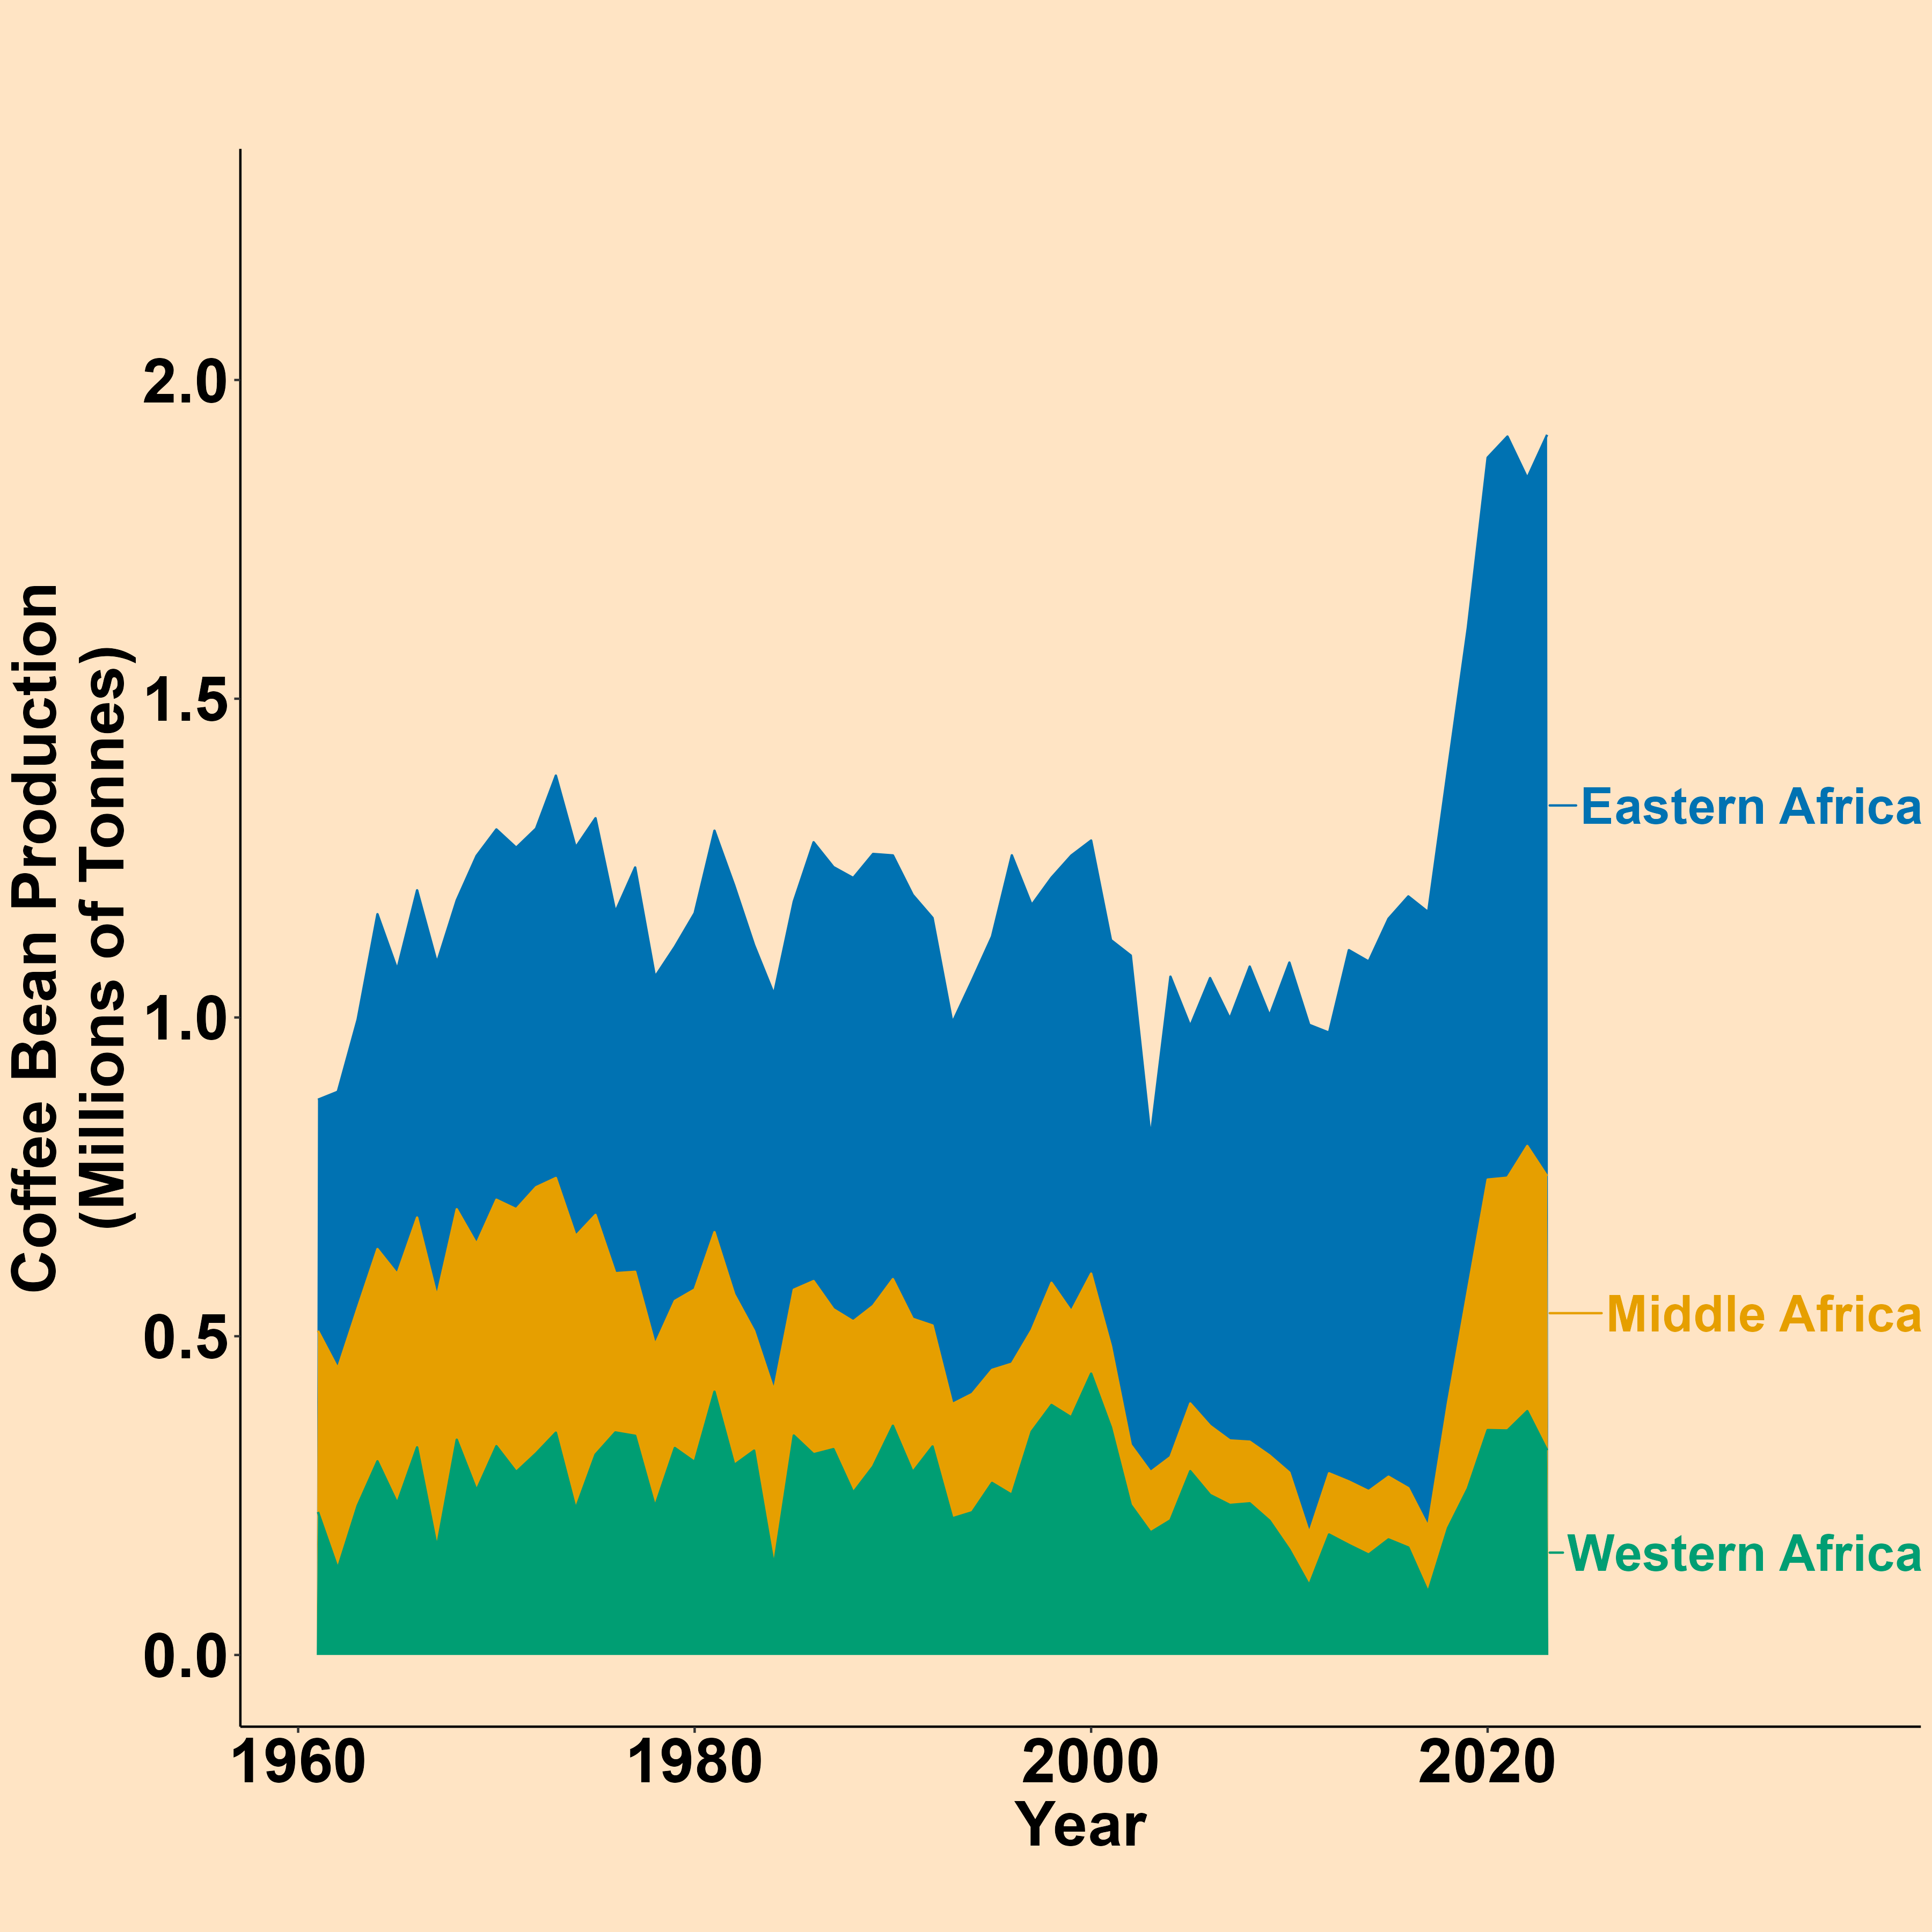 Coffee Bean Production
(Millions of Tonnes)
2.0
1.5
1.0
0.5
0.0
Eastern Africa
Middle Africa
Western Africa
1960
1980
2000
2020
Year